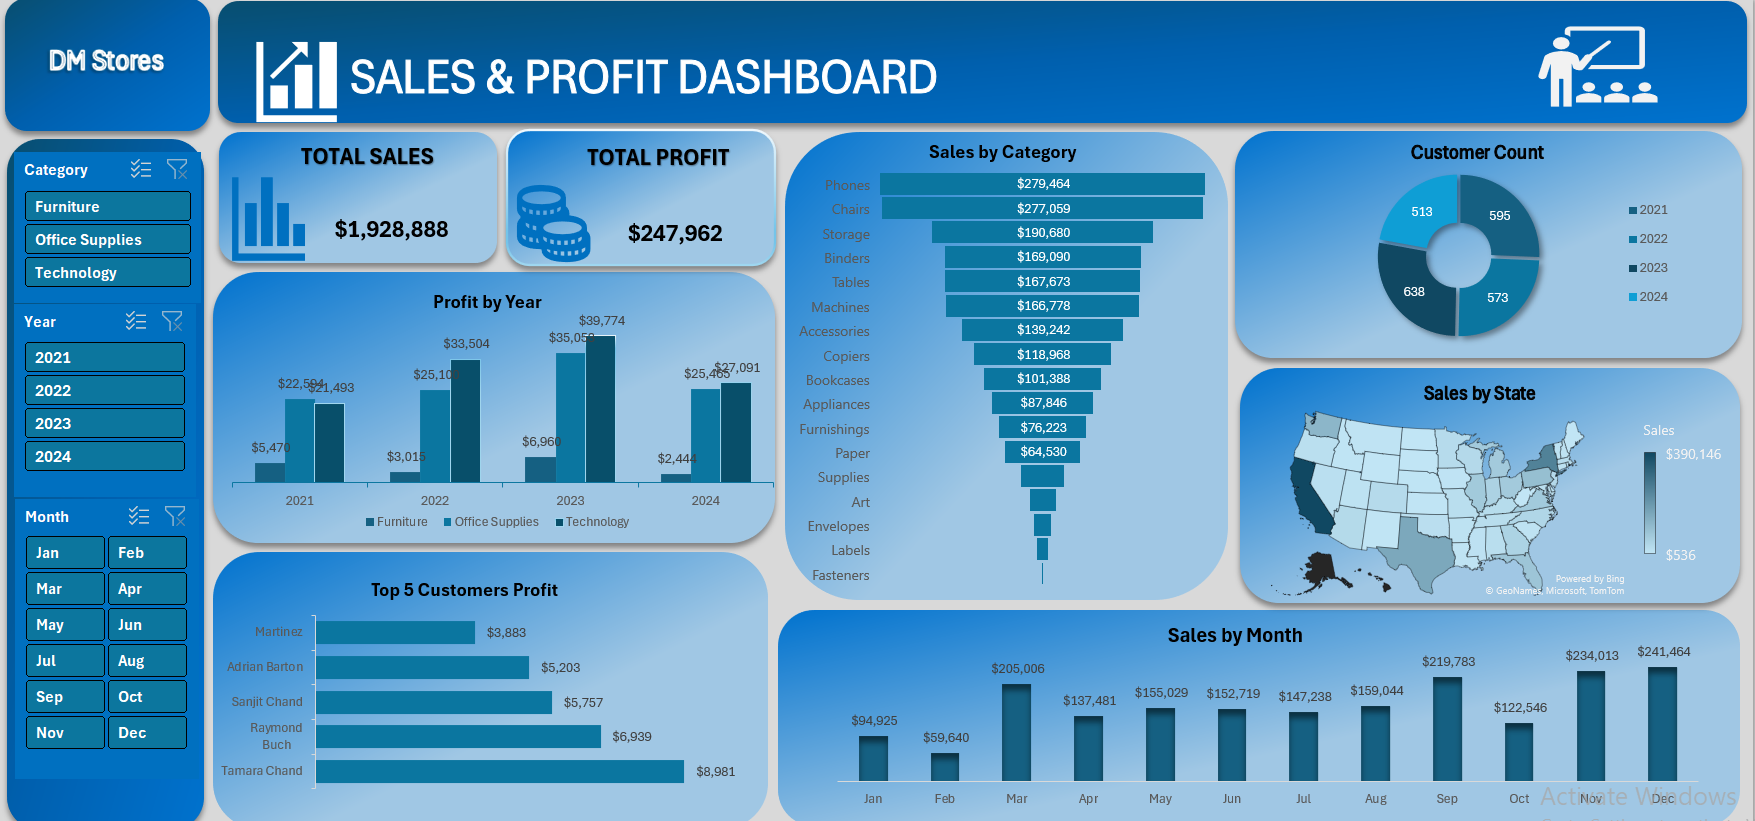 DM Stores
SALES & PROFIT DASHBOARD
Category
Furniture
Office Supplies
Technology
Year
2021
2022
2023
2024
Month
Jan Feb
Mar Apr
May Jun
Jul Aug
Sep Oct
Nov Dec
TOTAL SALES
$1,928,888
TOTAL PROFIT
$247,962
Profit by Year
$39,774
$33,504
$25,465
$27,091
$21,493
$5,470
$3,015
$6,960
$2,444
2021 2022 2023 2024
Furniture Office Supplies Technology
Top 5 Customers Profit
Martinez $3,883
Adrian Barton $5,203
Sanjit Chand $5,757
Raymond
Buch $6,939
Tamara Chand $8,981
Sales by Category
Phones $279,464
Chairs $277,059
Storage $190,680
Binders $169,090
Tables $167,673
Machines $166,778
Accessories $139,242
Copiers $118,968
Bookcases $101,388
Appliances $87,846
Furnishings $76,223
Paper $64,530
Supplies
Art
Envelopes
Labels
Fasteners
Customer Count
513 595
638 573
2021
2022
2023
2024
Sales by State
Sales
$390,146
$536
Powered by Bing
© GeoNames, Microsoft, TomTom
Sales by Month
$94,925 $59,640 $205,006 $137,481 $155,029 $152,719 $147,238 $159,044 $219,783 $122,546 $234,013 $241,464
Jan Feb Mar Apr May Jun Jul Aug Sep Oct Nov Dec
Activate Windows